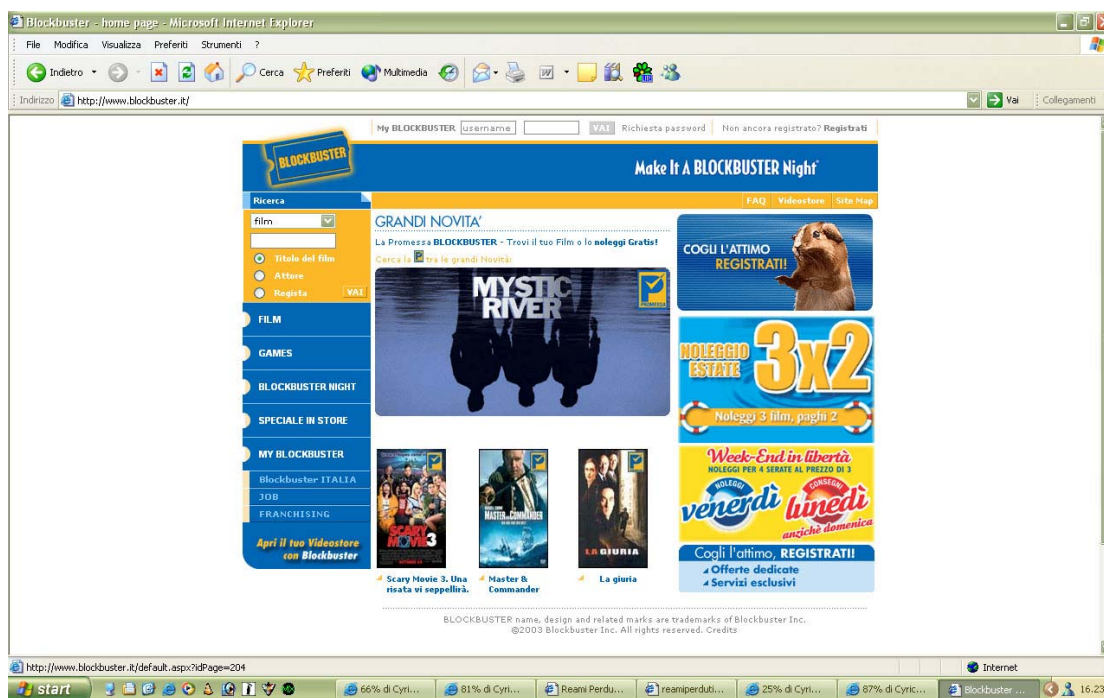 Blockbuster - home page - Microsoft Internet Explorer
File Modifica Visualizza Preferiti Strumenti ?
Indietro Cerca Preferiti Multimedia
Indirizzo http://www.blockbuster.it/ Vai Collegamenti
My BLOCKBUSTER username VAI Richiesta password Non ancora registrato? Registrati
BLOCKBUSTER
Make It A BLOCKBUSTER Night
Ricerca
FAQ Videostore Site Map
film
Titolo del film
Attore
Regista VAI
FILM
GAMES
BLOCKBUSTER NIGHT
SPECIALE IN STORE
MY BLOCKBUSTER
Blockbuster ITALIA
JOB
FRANCHISING
Apri il tuo Videostore
con Blockbuster
GRANDI NOVITA'
La Promessa BLOCKBUSTER - Trovi il tuo Film o lo noleggi Gratis!
Cerca la P tra le grandi Novità:
MYSTIC
RIVER
PROMESSA
SCARY
MOVIE 3
MASTER AND COMMANDER
LA GIURIA
Scary Movie 3. Una
risata vi seppellirà.
Master &
Commander
La giuria
COGLI L'ATTIMO
REGISTRATI!
NOLEGGIO
ESTATE
3x2
Noleggi 3 film, paghi 2
Week-End in libertà
NOLEGGI PER 4 SERATE AL PREZZO DI 3
NOLEGGI
venerdì
CONSEGNI
lunedì
anzichè domenica
Cogli l'attimo, REGISTRATI!
Offerte dedicate
Servizi esclusivi
BLOCKBUSTER name, design and related marks are trademarks of Blockbuster Inc.
©2003 Blockbuster Inc. All rights reserved. Credits
http://www.blockbuster.it/default.aspx?idPage=204 Internet
start 66% di Cyri... 81% di Cyri... Reami Perdu... reamiperduti... 25% di Cyri... 87% di Cyric... Blockbuster ... 16.23